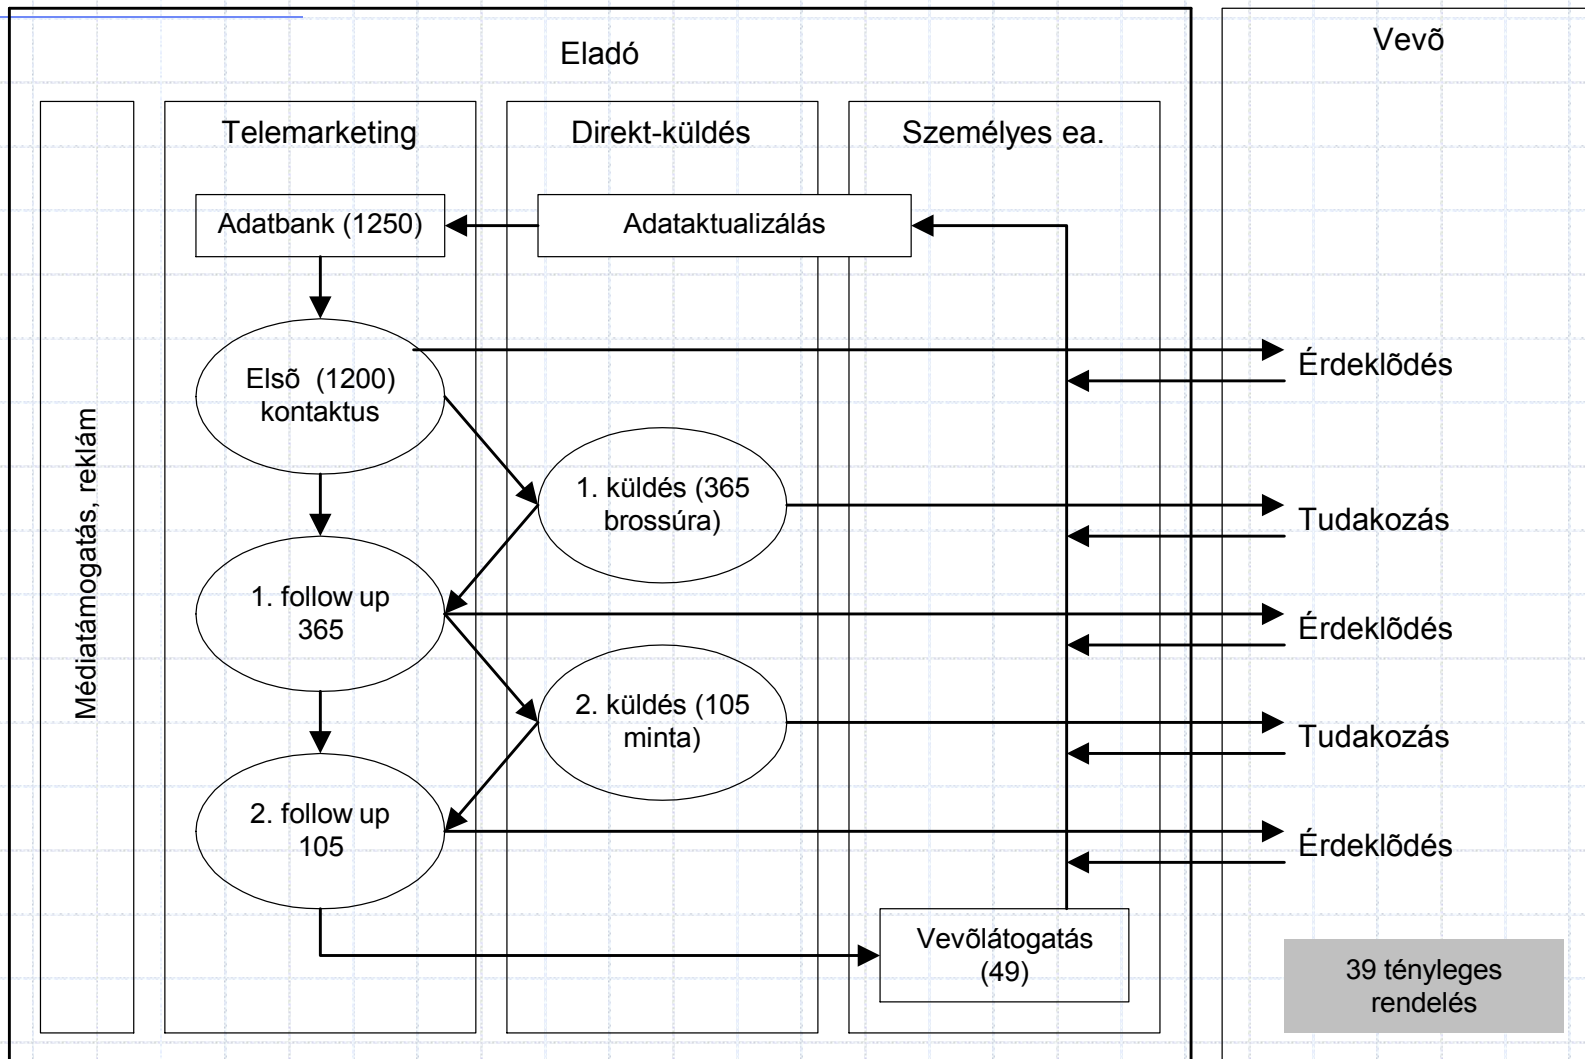 Eladó
Vevõ
Telemarketing
Direkt-küldés
Személyes ea.
Adatbank (1250)
Adataktualizálás
Elsõ (1200)
kontaktus
Érdeklõdés
Médiatámogatás, reklám
1. küldés (365
brossúra)
Tudakozás
1. follow up
365
Érdeklõdés
2. küldés (105
minta)
Tudakozás
2. follow up
105
Érdeklõdés
Vevõlátogatás
(49)
39 tényleges
rendelés